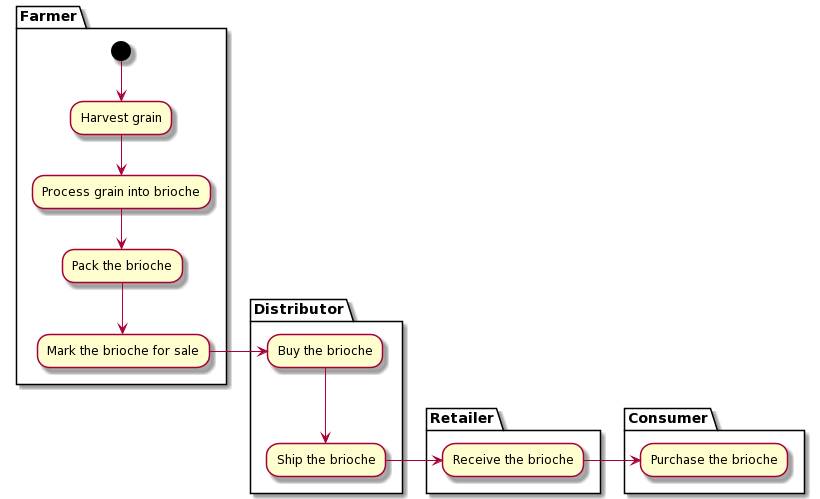 Farmer
Harvest grain
Process grain into brioche
Pack the brioche
Mark the brioche for sale
Distributor
Buy the brioche
Ship the brioche
Retailer
Receive the brioche
Consumer
Purchase the brioche